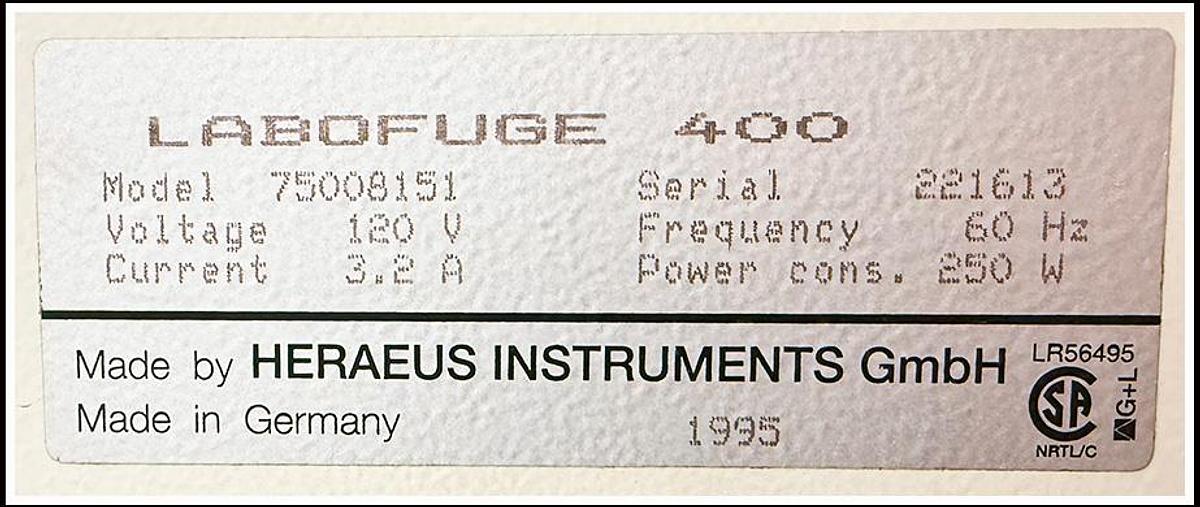 LABOFUGE 400
Model 75008151 Serial 221613
Voltage 120 V Frequency 60 Hz
Current 3.2 A Power cons. 250 W
Made by HERAEUS INSTRUMENTS GmbH
Made in Germany 1995
LR56495
SA
NRTL/C
G+L